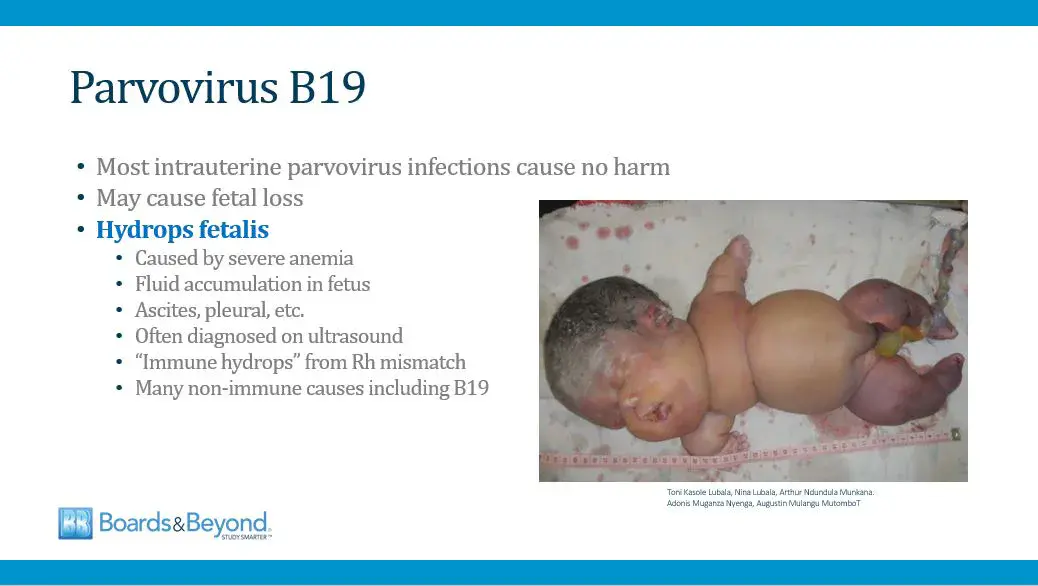 Parvovirus B19
• Most intrauterine parvovirus infections cause no harm
• May cause fetal loss
• Hydrops fetalis
• Caused by severe anemia
• Fluid accumulation in fetus
• Ascites, pleural, etc.
• Often diagnosed on ultrasound
• “Immune hydrops” from Rh mismatch
• Many non-immune causes including B19
Toni Kasole Lubala, Nina Lubala, Arthur Ndundula Munkana.
Adonis Muganza Nyenga, Augustin Mulangu MutomboT
BB Boards&Beyond®
STUDY SMARTER™